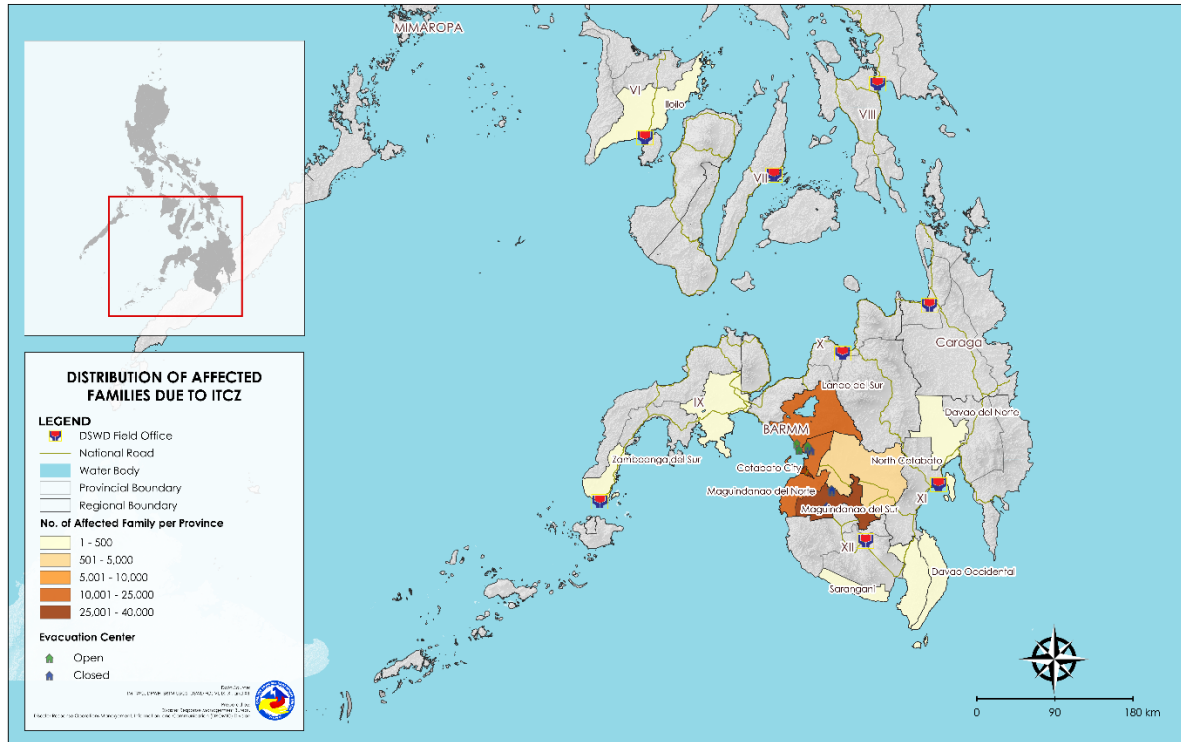 MIMAROPA
VI
Iloilo
VIII
VII
Caraga
X
Lanao del Sur
IX
Davao del Norte
BARMM
Zamboanga del Sur
Cotabato City
North Cotabato
Maguindanao del Norte
XI
Maguindanao del Sur
XII
Davao Occidental
Sarangani
DISTRIBUTION OF AFFECTED
FAMILIES DUE TO ITCZ
LEGEND
DSWD Field Office
National Road
Water Body
Provincial Boundary
Regional Boundary
No. of Affected Family per Province
1 - 500
501 - 5,000
5,001 - 10,000
10,001 - 25,000
25,001 - 40,000
Evacuation Center
Open
Closed
0 90 180 km